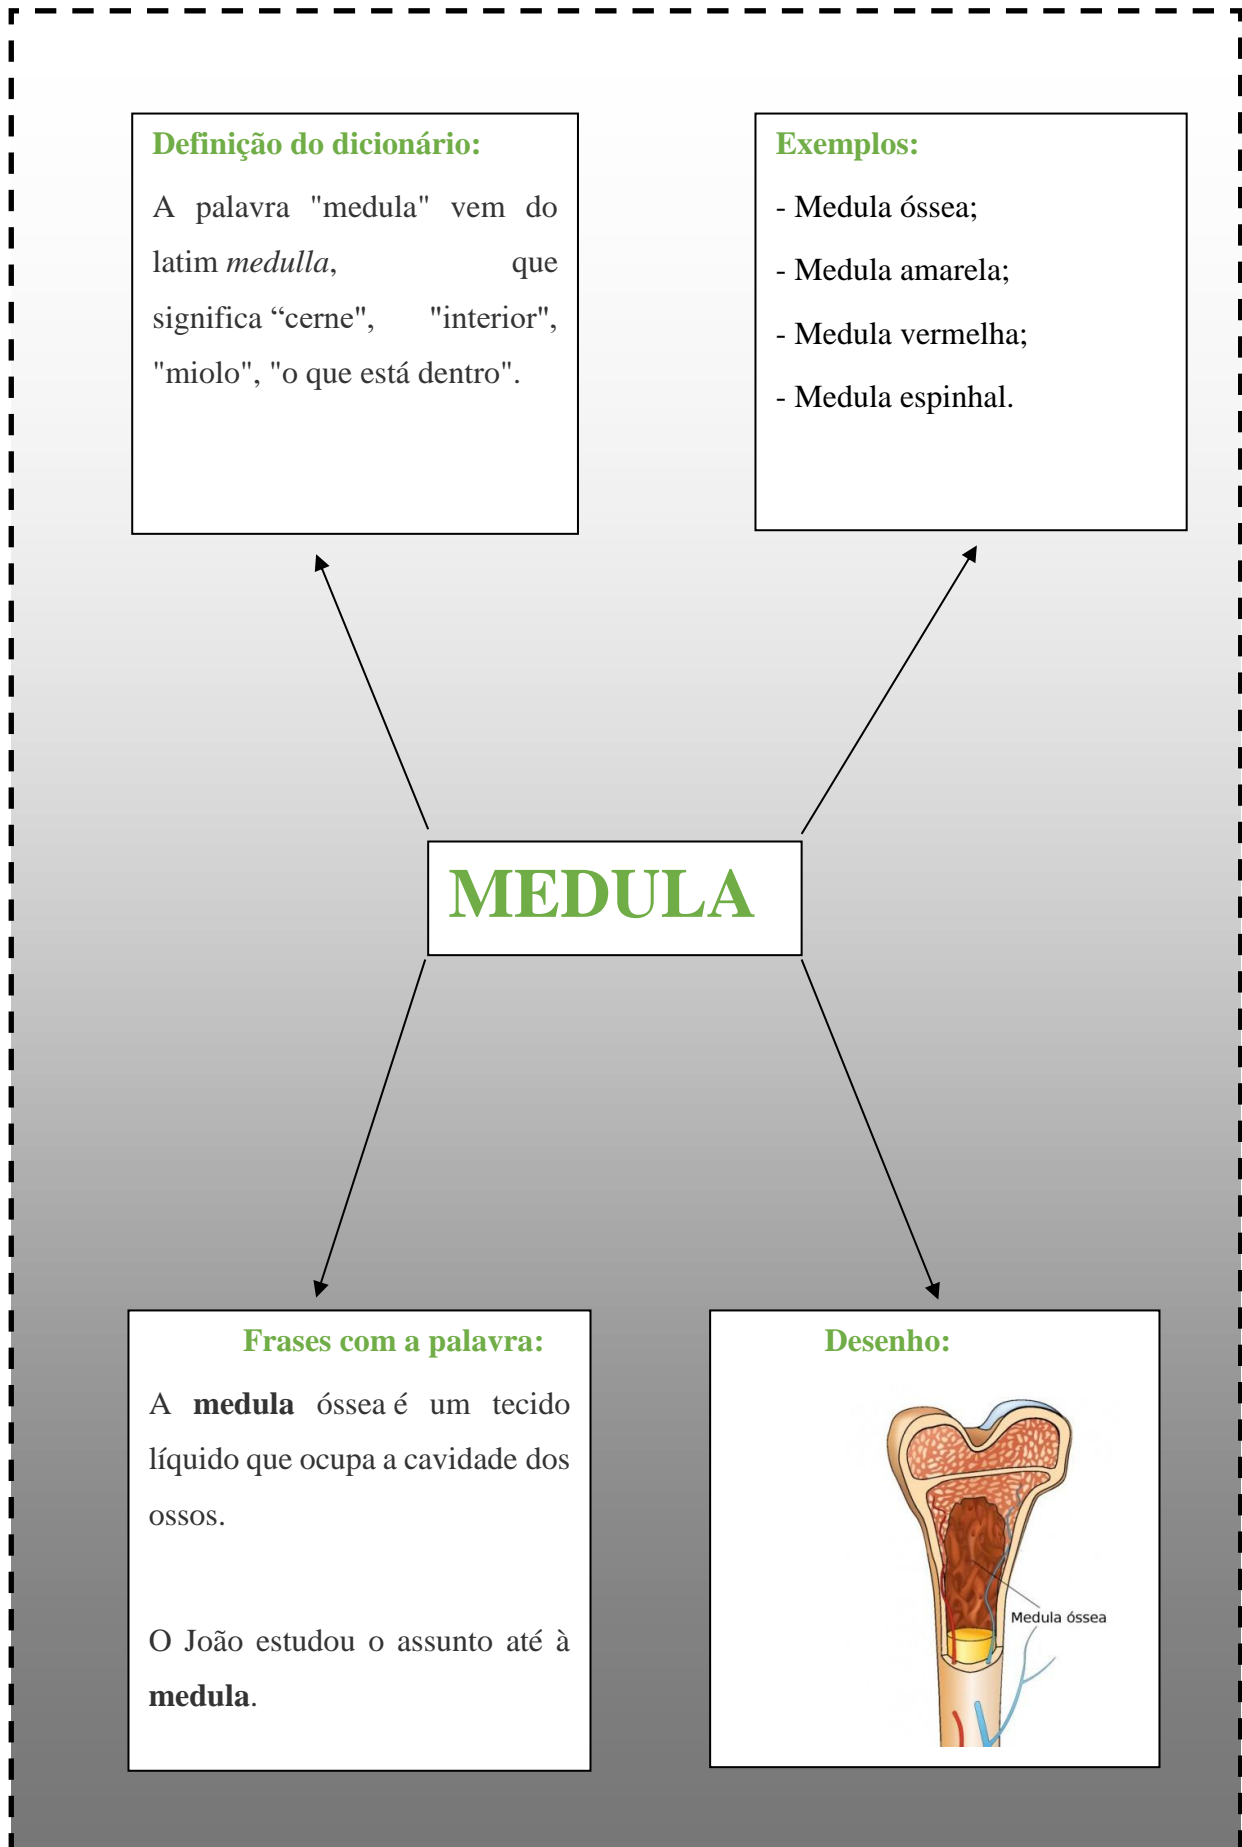 Definição do dicionário:
A palavra "medula" vem do
latim medulla, que
significa “cerne", "interior",
"miolo", "o que está dentro".
Exemplos:
- Medula óssea;
- Medula amarela;
- Medula vermelha;
- Medula espinhal.
MEDULA
Frases com a palavra:
A medula óssea é um tecido
líquido que ocupa a cavidade dos
ossos.
O João estudou o assunto até à
medula.
Desenho:
Medula óssea